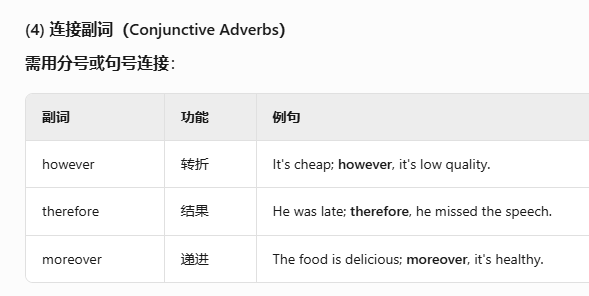 (4) 连接副词（Conjunctive Adverbs）
需用分号或句号连接：
副词 功能 例句
however 转折 It's cheap; however, it's low quality.
therefore 结果 He was late; therefore, he missed the speech.
moreover 递进 The food is delicious; moreover, it's healthy.